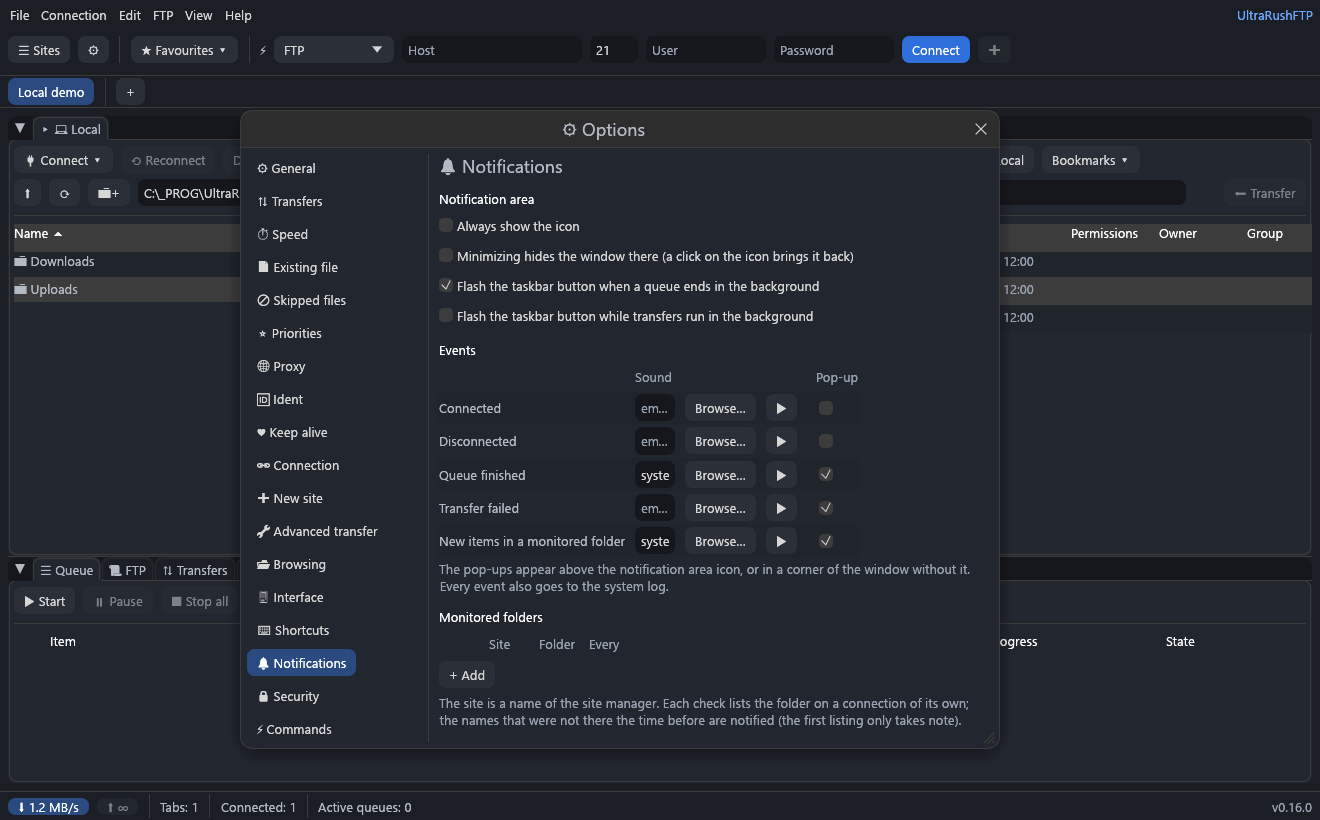 File Connection Edit FTP View Help UltraRushFTP
Sites Favourites FTP Host 21 User Password Connect +
Local demo +
Local
Options
Connect Reconnect D ocal Bookmarks
C:\_PROG\UltraR Transfer
Name Permissions Owner Group
Downloads 12:00
Uploads 12:00
12:00
General
Transfers
Speed
Existing file
Skipped files
Priorities
Proxy
Ident
Keep alive
Connection
New site
Advanced transfer
Browsing
Interface
Shortcuts
Notifications
Security
Commands
Notifications
Notification area
Always show the icon
Minimizing hides the window there (a click on the icon brings it back)
Flash the taskbar button when a queue ends in the background
Flash the taskbar button while transfers run in the background
Events
Sound Pop-up
Connected em... Browse...
Disconnected em... Browse...
Queue finished syste Browse...
Transfer failed em... Browse...
New items in a monitored folder syste Browse...
The pop-ups appear above the notification area icon, or in a corner of the window without it.
Every event also goes to the system log.
Monitored folders
Site Folder Every
+ Add
The site is a name of the site manager. Each check lists the folder on a connection of its own;
the names that were not there the time before are notified (the first listing only takes note).
Queue FTP Transfers
Start Pause Stop all
Item ogress State
1.2 MB/s ∞ Tabs: 1 Connected: 1 Active queues: 0 v0.16.0